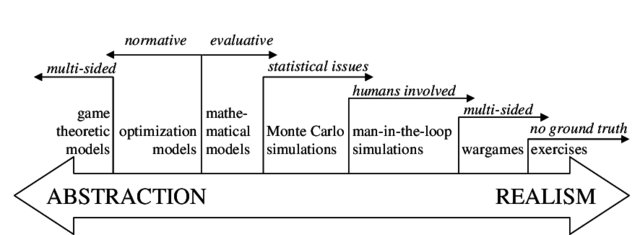 normative
evaluative
multi-sided
statistical issues
humans involved
multi-sided
no ground truth
game
theoretic
models
optimization
models
mathe-
matical
models
Monte Carlo
simulations
man-in-the-loop
simulations
wargames
exercises
ABSTRACTION
REALISM